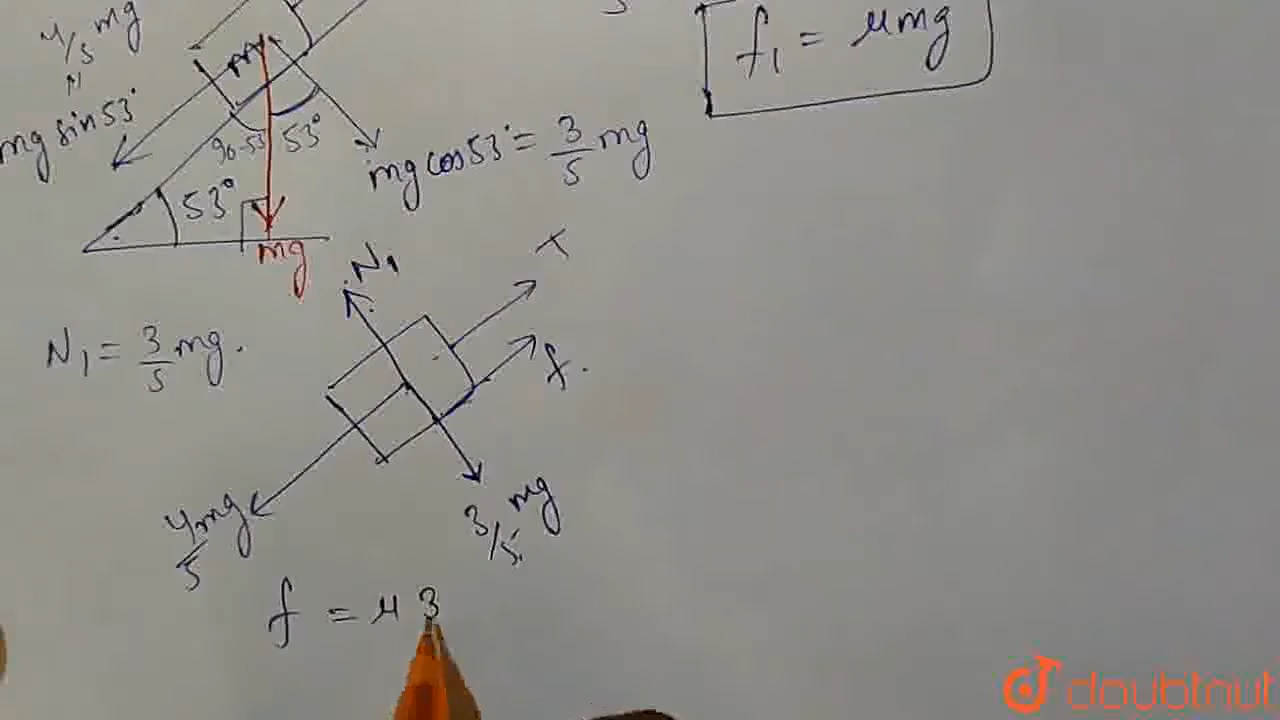 4/5 mg
f₁ = μmg
mg sin53°
90-53 53°
mg cos53° = 3/5 mg
53°
mg
N₁
T
N₁ = 3/5 mg.
f.
4/5 mg
3/5 mg
f = μ 3
doubtnut